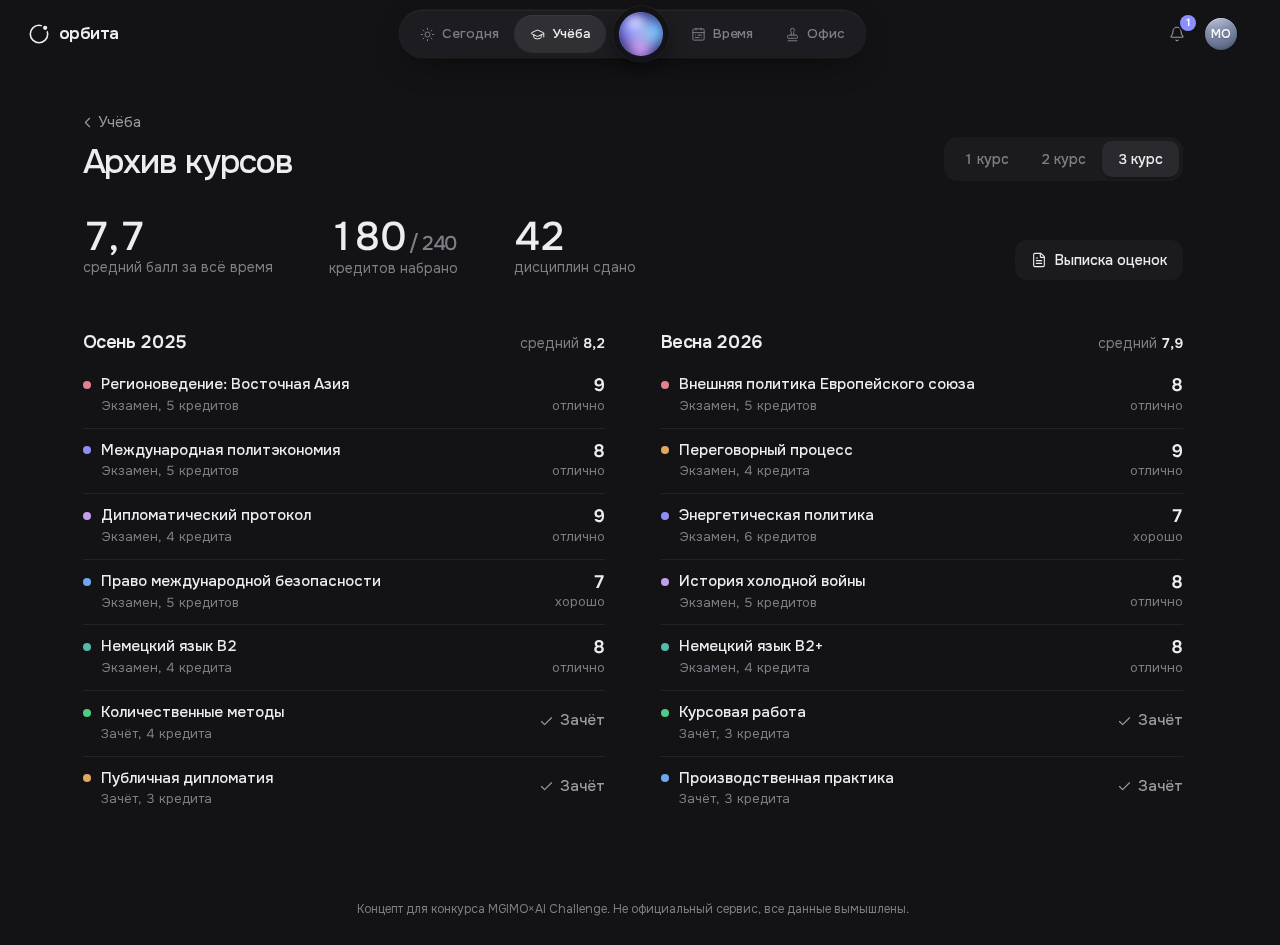 орбита
Сегодня
Учёба
Время
Офис
1
МО
Учёба
Архив курсов
1 курс
2 курс
3 курс
7,7
средний балл за всё время
180 / 240
кредитов набрано
42
дисциплин сдано
Выписка оценок
Осень 2025
средний 8,2
Регионоведение: Восточная Азия
9
Экзамен, 5 кредитов
отлично
Международная политэкономия
8
Экзамен, 5 кредитов
отлично
Дипломатический протокол
9
Экзамен, 4 кредита
отлично
Право международной безопасности
7
Экзамен, 5 кредитов
хорошо
Немецкий язык B2
8
Экзамен, 4 кредита
отлично
Количественные методы
Зачёт
Зачёт, 4 кредита
Публичная дипломатия
Зачёт
Зачёт, 3 кредита
Весна 2026
средний 7,9
Внешняя политика Европейского союза
8
Экзамен, 5 кредитов
отлично
Переговорный процесс
9
Экзамен, 4 кредита
отлично
Энергетическая политика
7
Экзамен, 6 кредитов
хорошо
История холодной войны
8
Экзамен, 5 кредитов
отлично
Немецкий язык B2+
8
Экзамен, 4 кредита
отлично
Курсовая работа
Зачёт
Зачёт, 3 кредита
Производственная практика
Зачёт
Зачёт, 3 кредита
Концепт для конкурса MGIMO×AI Challenge. Не официальный сервис, все данные вымышлены.